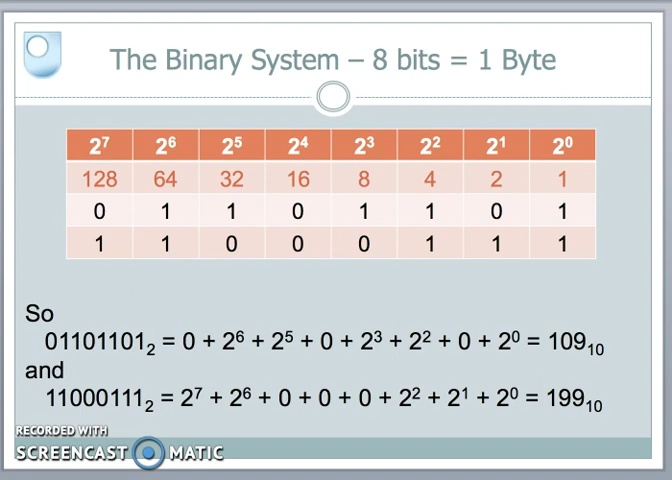 The Binary System – 8 bits = 1 Byte
2⁷ 2⁶ 2⁵ 2⁴ 2³ 2² 2¹ 2⁰
128 64 32 16 8 4 2 1
0 1 1 0 1 1 0 1
1 1 0 0 0 1 1 1
So
01101101₂ = 0 + 2⁶ + 2⁵ + 0 + 2³ + 2² + 0 + 2⁰ = 109₁₀
and
11000111₂ = 2⁷ + 2⁶ + 0 + 0 + 0 + 2² + 2¹ + 2⁰ = 199₁₀
RECORDED WITH
SCREENCAST MATIC